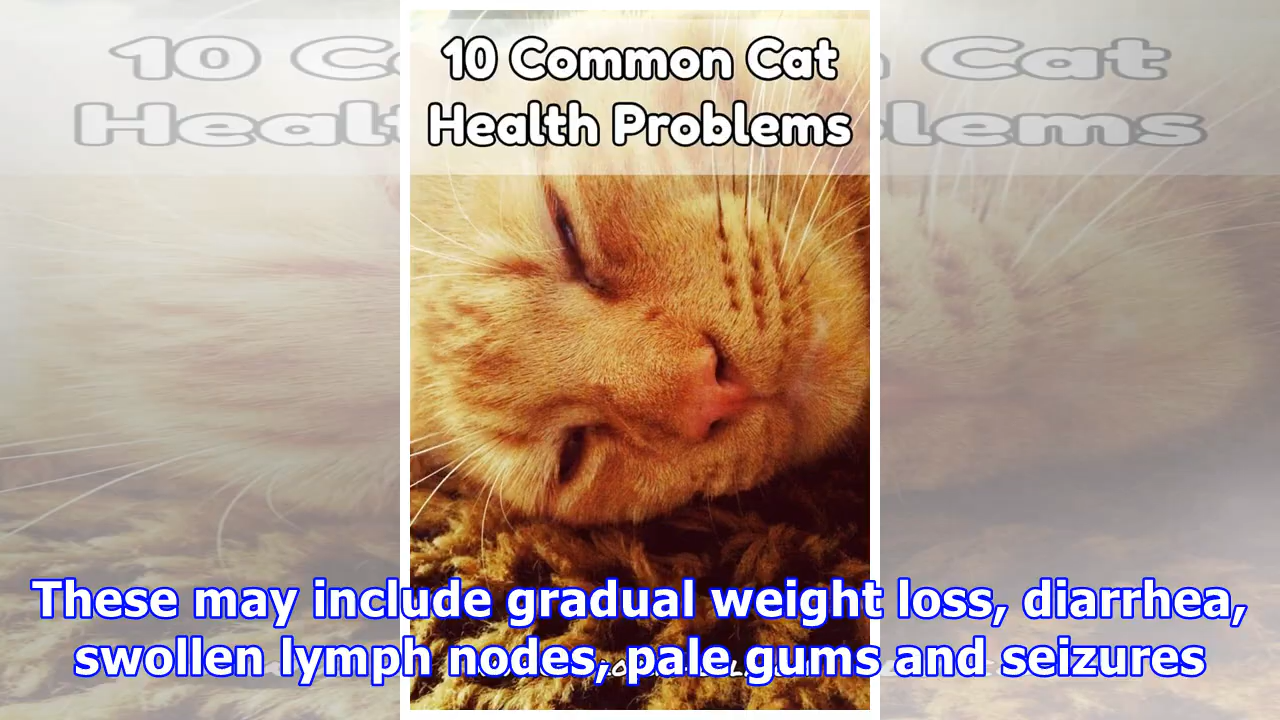 10 Common Cat
Health Problems
These may include gradual weight loss, diarrhea,
swollen lymph nodes, pale gums and seizures